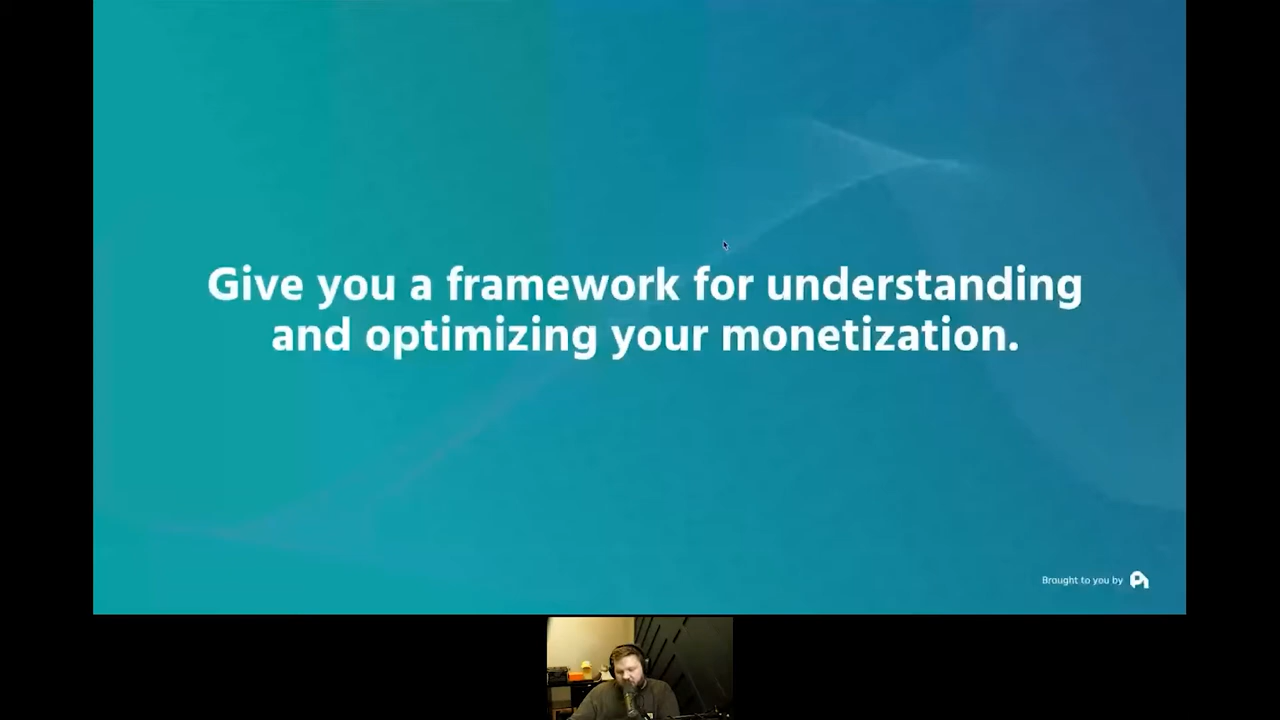 Give you a framework for understanding
and optimizing your monetization.
Brought to you by